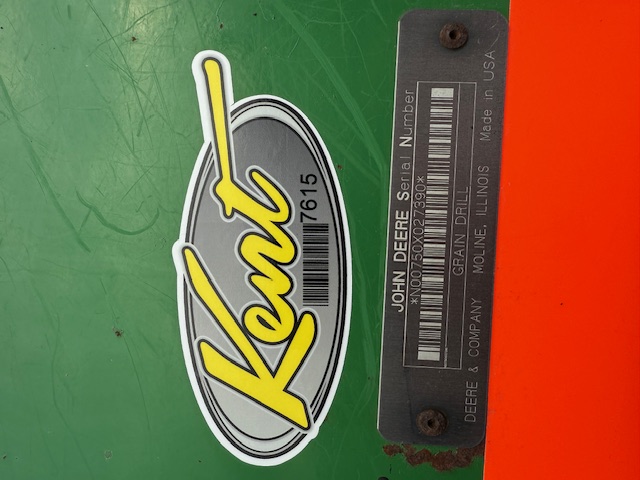 Kent
7615
JOHN DEERE Serial Number
*N00750X027390*
GRAIN DRILL
DEERE & COMPANY MOLINE, ILLINOIS Made in USA